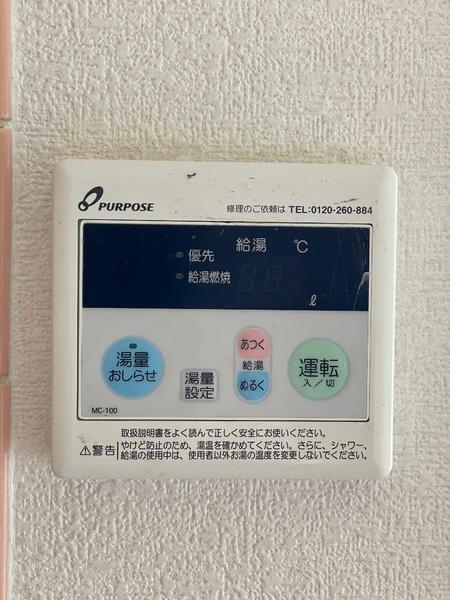 PURPOSE
修理のご依頼は TEL:0120-260-884
給湯 ℃
優先
給湯燃焼 88
ℓ
湯量
おしらせ
湯量
設定
あつく
給湯
ぬるく
運転
入／切
MC-100
取扱説明書をよく読んで正しく安全にお使いください。
⚠警告 やけど防止のため、湯温を確かめてください。さらに、シャワー、
給湯の使用中は、使用者以外お湯の温度を変更しないでください。